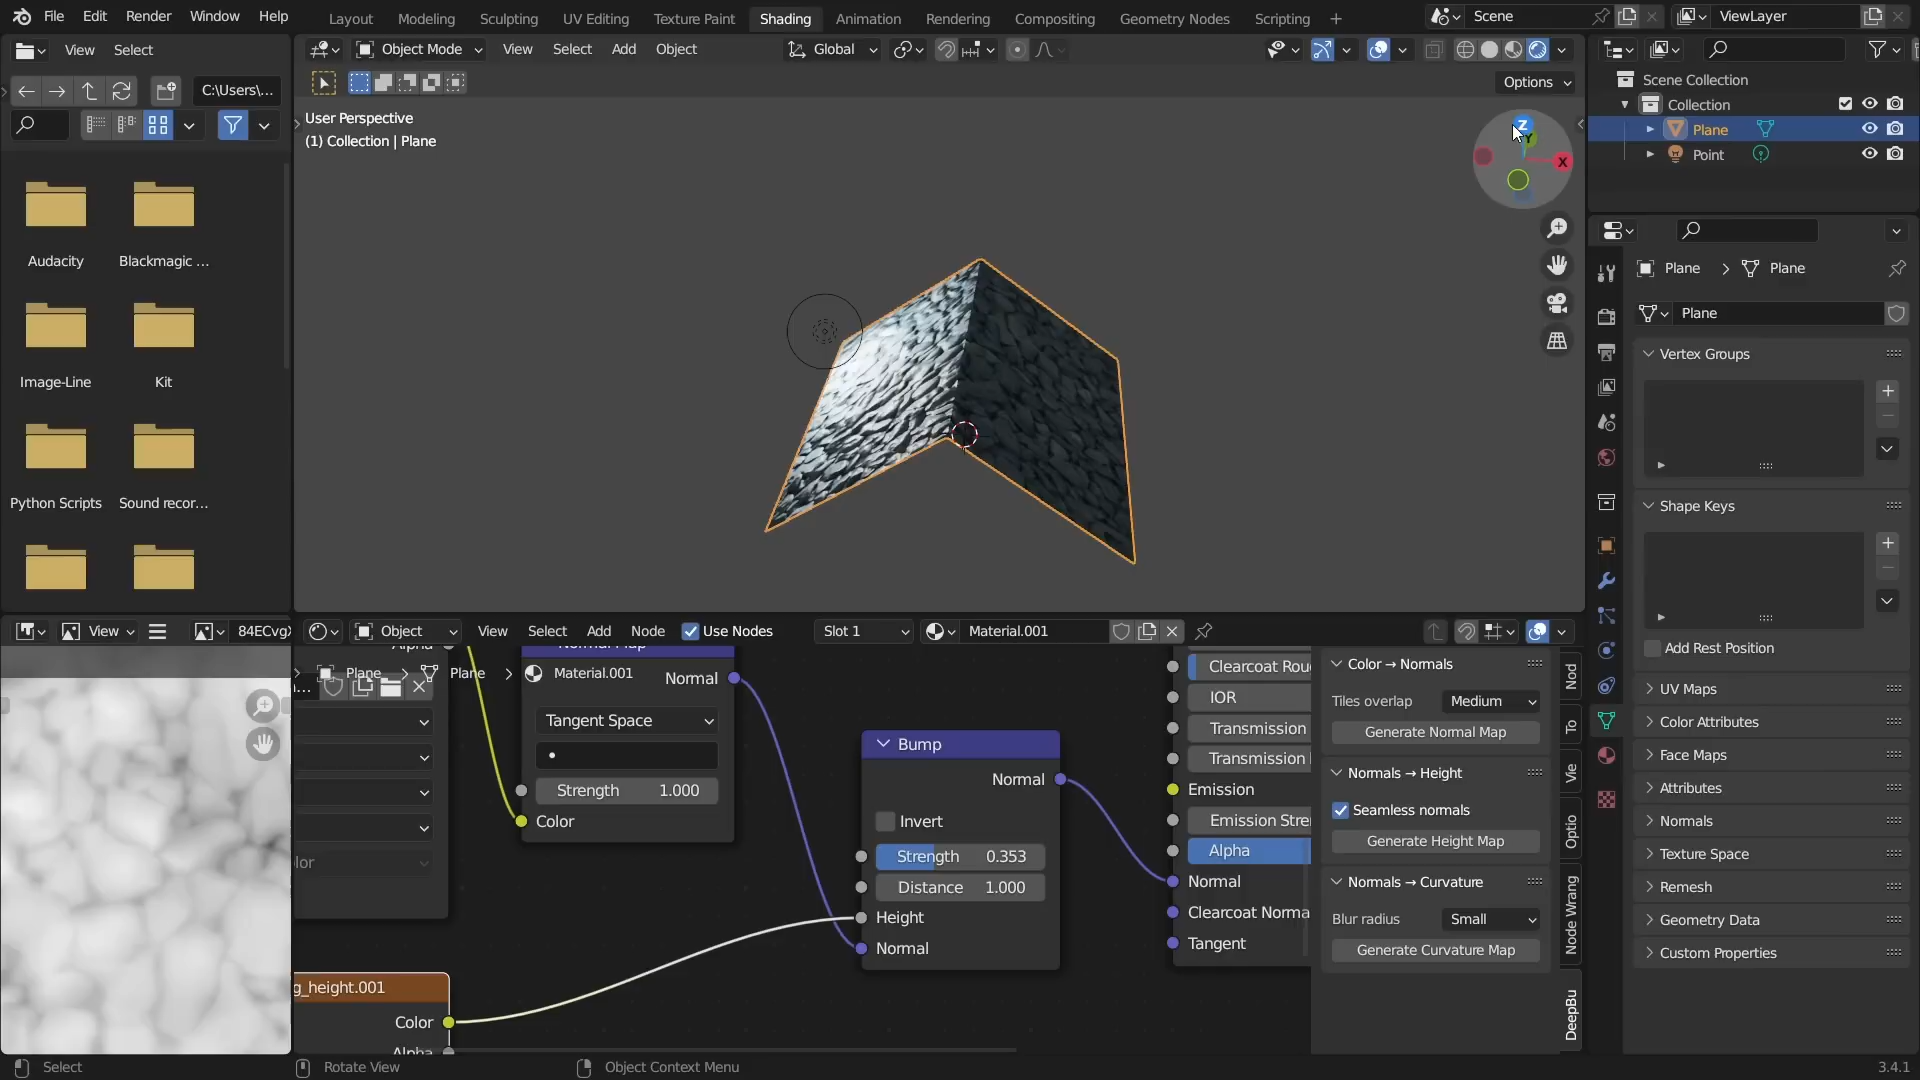 File Edit Render Window Help
Layout Modeling Sculpting UV Editing Texture Paint Shading Animation Rendering Compositing Geometry Nodes Scripting +
Scene
ViewLayer
View Select
Object Mode View Select Add Object
Global
C:\Users\...
Options
User Perspective
(1) Collection | Plane
Z
Y
X
Audacity Blackmagic ...
Image-Line Kit
Python Scripts Sound recor...
Scene Collection
Collection
Plane
Point
Plane > Plane
Plane
Vertex Groups
Shape Keys
Add Rest Position
UV Maps
Color Attributes
Face Maps
Attributes
Normals
Texture Space
Remesh
Geometry Data
Custom Properties
View
84ECvg
Object View Select Add Node Use Nodes
Slot 1
Material.001
Plane > Plane > Material.001
Normal
Tangent Space
Strength 1.000
Color
Bump
Normal
Invert
Strength 0.353
Distance 1.000
Height
Normal
g_height.001
Color
Alpha
Clearcoat Rou
IOR
Transmission
Transmission
Emission
Emission Stre
Alpha
Normal
Clearcoat Norma
Tangent
Color → Normals
Tiles overlap Medium
Generate Normal Map
Normals → Height
Seamless normals
Generate Height Map
Normals → Curvature
Blur radius Small
Generate Curvature Map
Nod
To
Vie
Optio
Node Wrang
DeepBu
Select
Rotate View
Object Context Menu
3.4.1